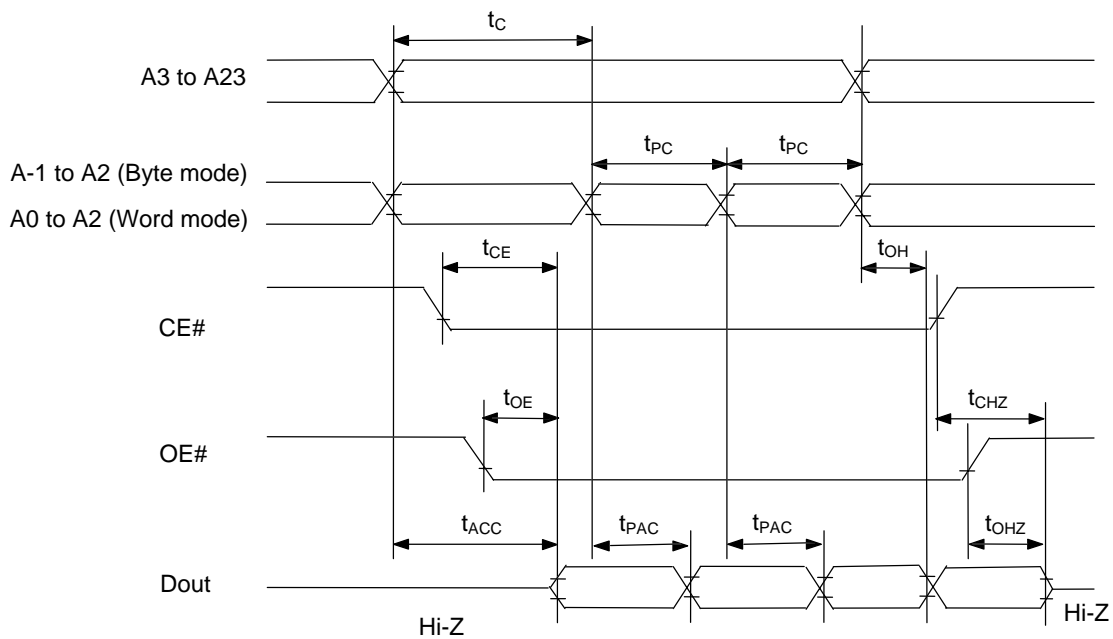 tC
A3 to A23
tPC tPC
A-1 to A2 (Byte mode)
A0 to A2 (Word mode)
tCE tOH
CE#
tOE tCHZ
OE#
tACC tPAC tPAC tOHZ
Dout
Hi-Z Hi-Z